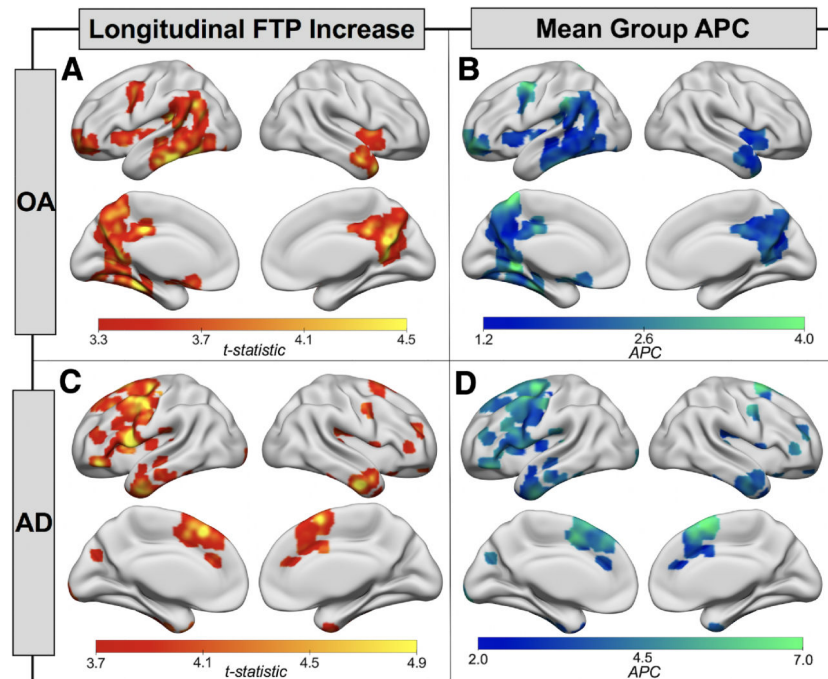 Longitudinal FTP Increase
Mean Group APC
A
B
OA
3.3 3.7 4.1 4.5
t-statistic
1.2 2.6 4.0
APC
C
D
AD
3.7 4.1 4.5 4.9
t-statistic
2.0 4.5 7.0
APC